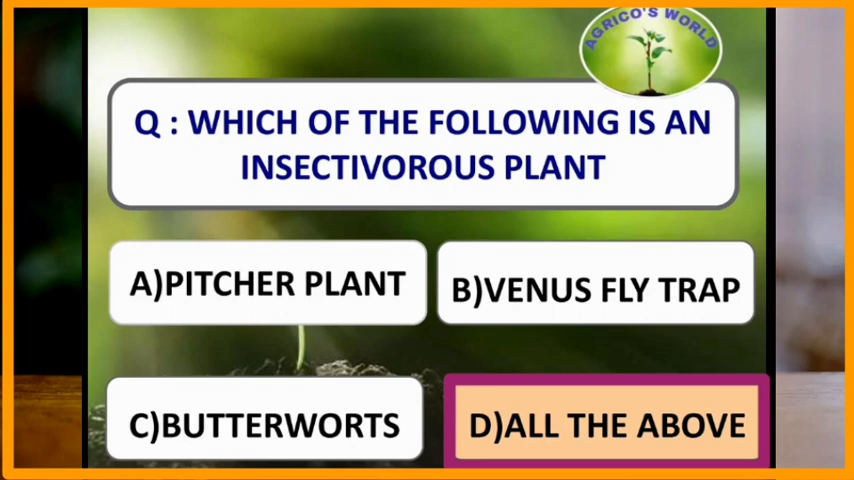 AGRICO'S WORLD
Q : WHICH OF THE FOLLOWING IS AN
INSECTIVOROUS PLANT
A)PITCHER PLANT
B)VENUS FLY TRAP
C)BUTTERWORTS
D)ALL THE ABOVE